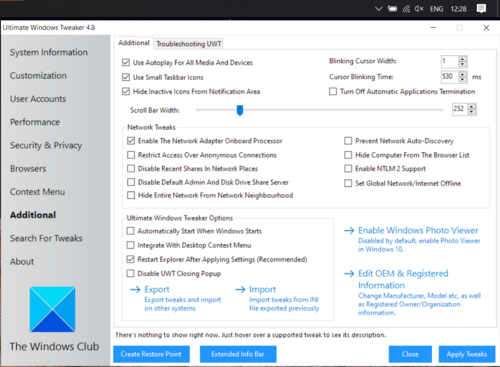 ENG 12:28
Ultimate Windows Tweaker 4.8
System Information
Customization
User Accounts
Performance
Security & Privacy
Browsers
Context Menu
Additional
Search For Tweaks
About
The Windows Club
Additional
Troubleshooting UWT
Use Autoplay For All Media And Devices
Use Small Taskbar Icons
Hide Inactive Icons From Notification Area
Blinking Cursor Width: 1
Cursor Blinking Time: 530 ms
Turn Off Automatic Applications Termination
Scroll Bar Width: 252
Network Tweaks
Enable The Network Adapter Onboard Processor
Restrict Access Over Anonymous Connections
Disable Recent Shares In Network Places
Disable Default Admin And Disk Drive Share Server
Hide Entire Network From Network Neighbourhood
Prevent Network Auto-Discovery
Hide Computer From The Browser List
Enable NTLM 2 Support
Set Global Network/Internet Offline
Ultimate Windows Tweaker Options
Automatically Start When Windows Starts
Integrate With Desktop Context Menu
Restart Explorer After Applying Settings (Recommended)
Disable UWT Closing Popup
Export
Export tweaks and import
on other systems
Import
Import tweaks from INI
file exported previously
Enable Windows Photo Viewer
Disabled by default, enable Photo Viewer
in Windows 10.
Edit OEM & Registered
Information
Change Manufacturer, Model etc, as well
as Registered Owner/Organization
information.
There's nothing to show right now. Just hover over a supported tweak to see its description.
Create Restore Point
Extended Info Bar
Close
Apply Tweaks